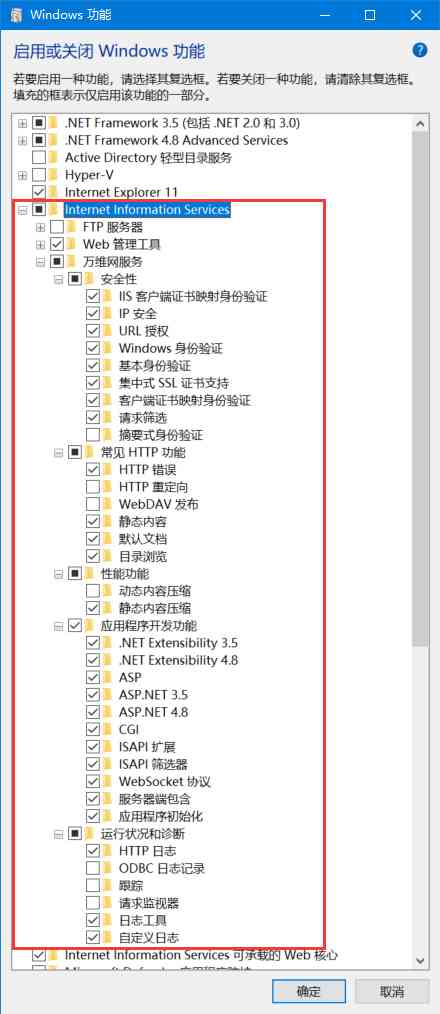 Windows 功能
启用或关闭 Windows 功能
若要启用一种功能，请选择其复选框。若要关闭一种功能，请清除其复选框。
填充的框表示仅启用该功能的一部分。
.NET Framework 3.5 (包括 .NET 2.0 和 3.0)
.NET Framework 4.8 Advanced Services
Active Directory 轻型目录服务
Hyper-V
Internet Explorer 11
Internet Information Services
FTP 服务器
Web 管理工具
万维网服务
安全性
IIS 客户端证书映射身份验证
IP 安全
URL 授权
Windows 身份验证
基本身份验证
集中式 SSL 证书支持
客户端证书映射身份验证
请求筛选
摘要式身份验证
常见 HTTP 功能
HTTP 错误
HTTP 重定向
WebDAV 发布
静态内容
默认文档
目录浏览
性能功能
动态内容压缩
静态内容压缩
应用程序开发功能
.NET Extensibility 3.5
.NET Extensibility 4.8
ASP
ASP.NET 3.5
ASP.NET 4.8
CGI
ISAPI 扩展
ISAPI 筛选器
WebSocket 协议
服务器端包含
应用程序初始化
运行状况和诊断
HTTP 日志
ODBC 日志记录
跟踪
请求监视器
日志工具
自定义日志
Internet Information Services 可承载的 Web 核心
确定
取消